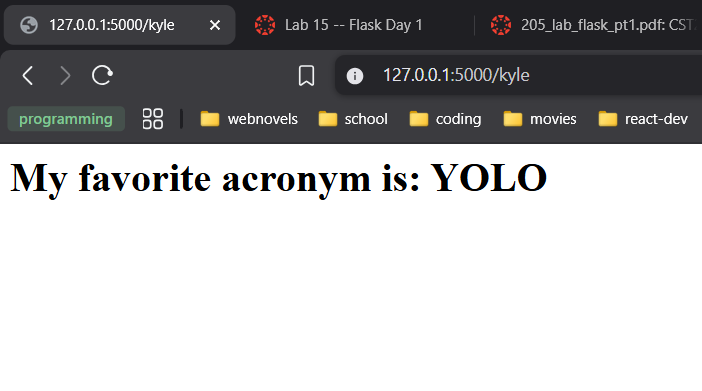 127.0.0.1:5000/kyle
Lab 15 -- Flask Day 1
205_lab_flask_pt1.pdf: CST
127.0.0.1:5000/kyle
programming
webnovels
school
coding
movies
react-dev
My favorite acronym is: YOLO